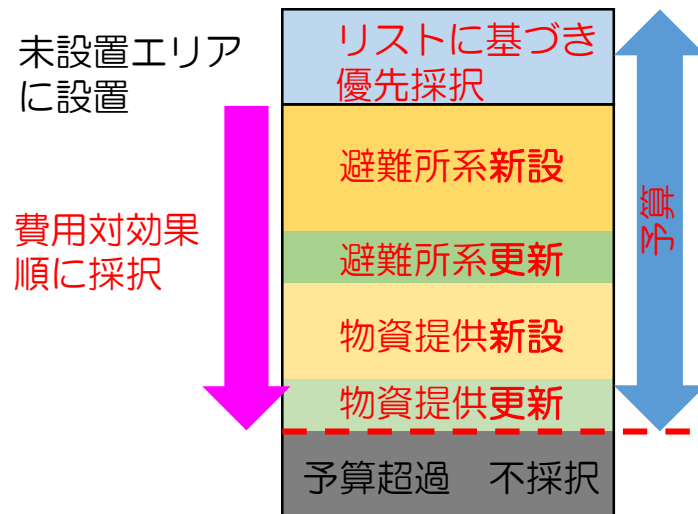 未設置エリア
に設置
リストに基づき
優先採択
避難所系新設
避難所系更新
物資提供新設
物資提供更新
予算超過　不採択
費用対効果
順に採択
予算